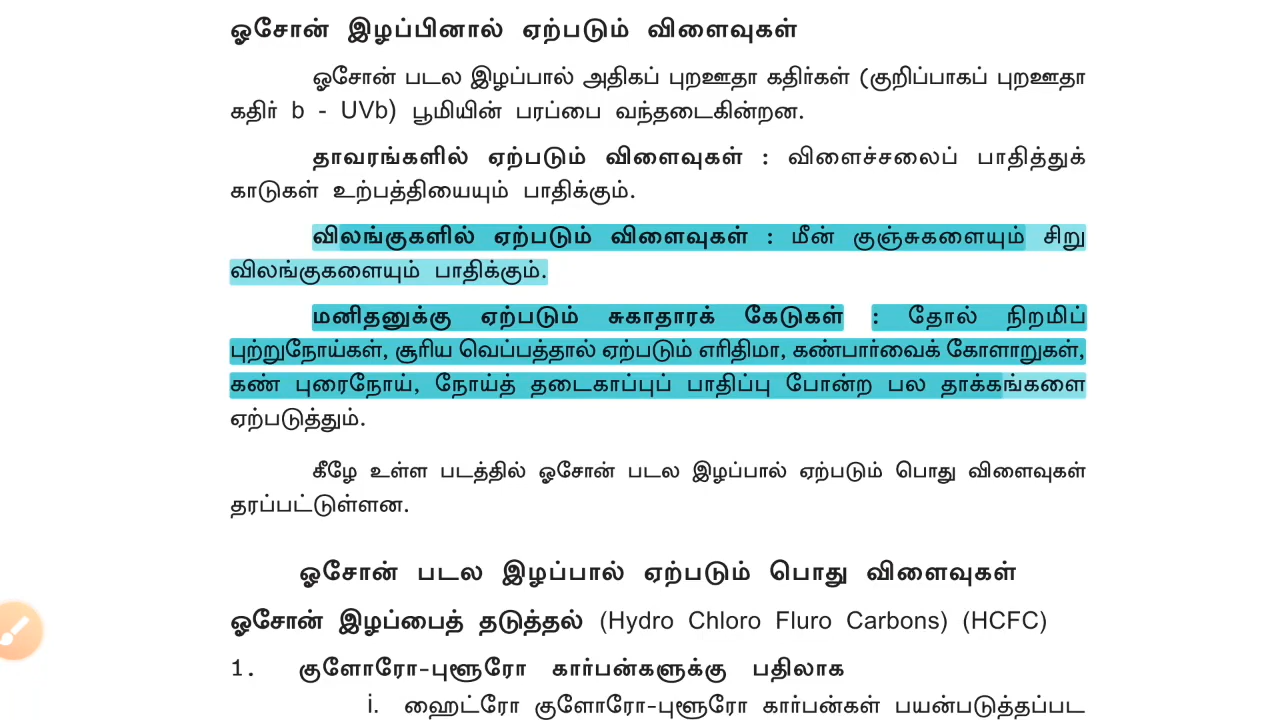 ஓசோன் இழப்பினால் ஏற்படும் விளைவுகள்
ஓசோன் படல இழப்பால் அதிகப் புறஊதா கதிர்கள் (குறிப்பாகப் புறஊதா
கதிர் b - UVb) பூமியின் பரப்பை வந்தடைகின்றன.
தாவரங்களில் ஏற்படும் விளைவுகள் : விளைச்சலைப் பாதித்துக்
காடுகள் உற்பத்தியையும் பாதிக்கும்.
விலங்குகளில் ஏற்படும் விளைவுகள் : மீன் குஞ்சுகளையும் சிறு
விலங்குகளையும் பாதிக்கும்.
மனிதனுக்கு ஏற்படும் சுகாதாரக் கேடுகள் : தோல் நிறமிப்
புற்றுநோய்கள், சூரிய வெப்பத்தால் ஏற்படும் எரிதிமா, கண்பார்வைக் கோளாறுகள்,
கண் புரைநோய், நோய்த் தடைகாப்புப் பாதிப்பு போன்ற பல தாக்கங்களை
ஏற்படுத்தும்.
கீழே உள்ள படத்தில் ஓசோன் படல இழப்பால் ஏற்படும் பொது விளைவுகள்
தரப்பட்டுள்ளன.
ஓசோன் படல இழப்பால் ஏற்படும் பொது விளைவுகள்
ஓசோன் இழப்பைத் தடுத்தல் (Hydro Chloro Fluro Carbons) (HCFC)
1. குளோரோ-புளூரோ கார்பன்களுக்கு பதிலாக
i. ஹைட்ரோ குளோரோ-புளூரோ கார்பன்கள் பயன்படுத்தப்பட